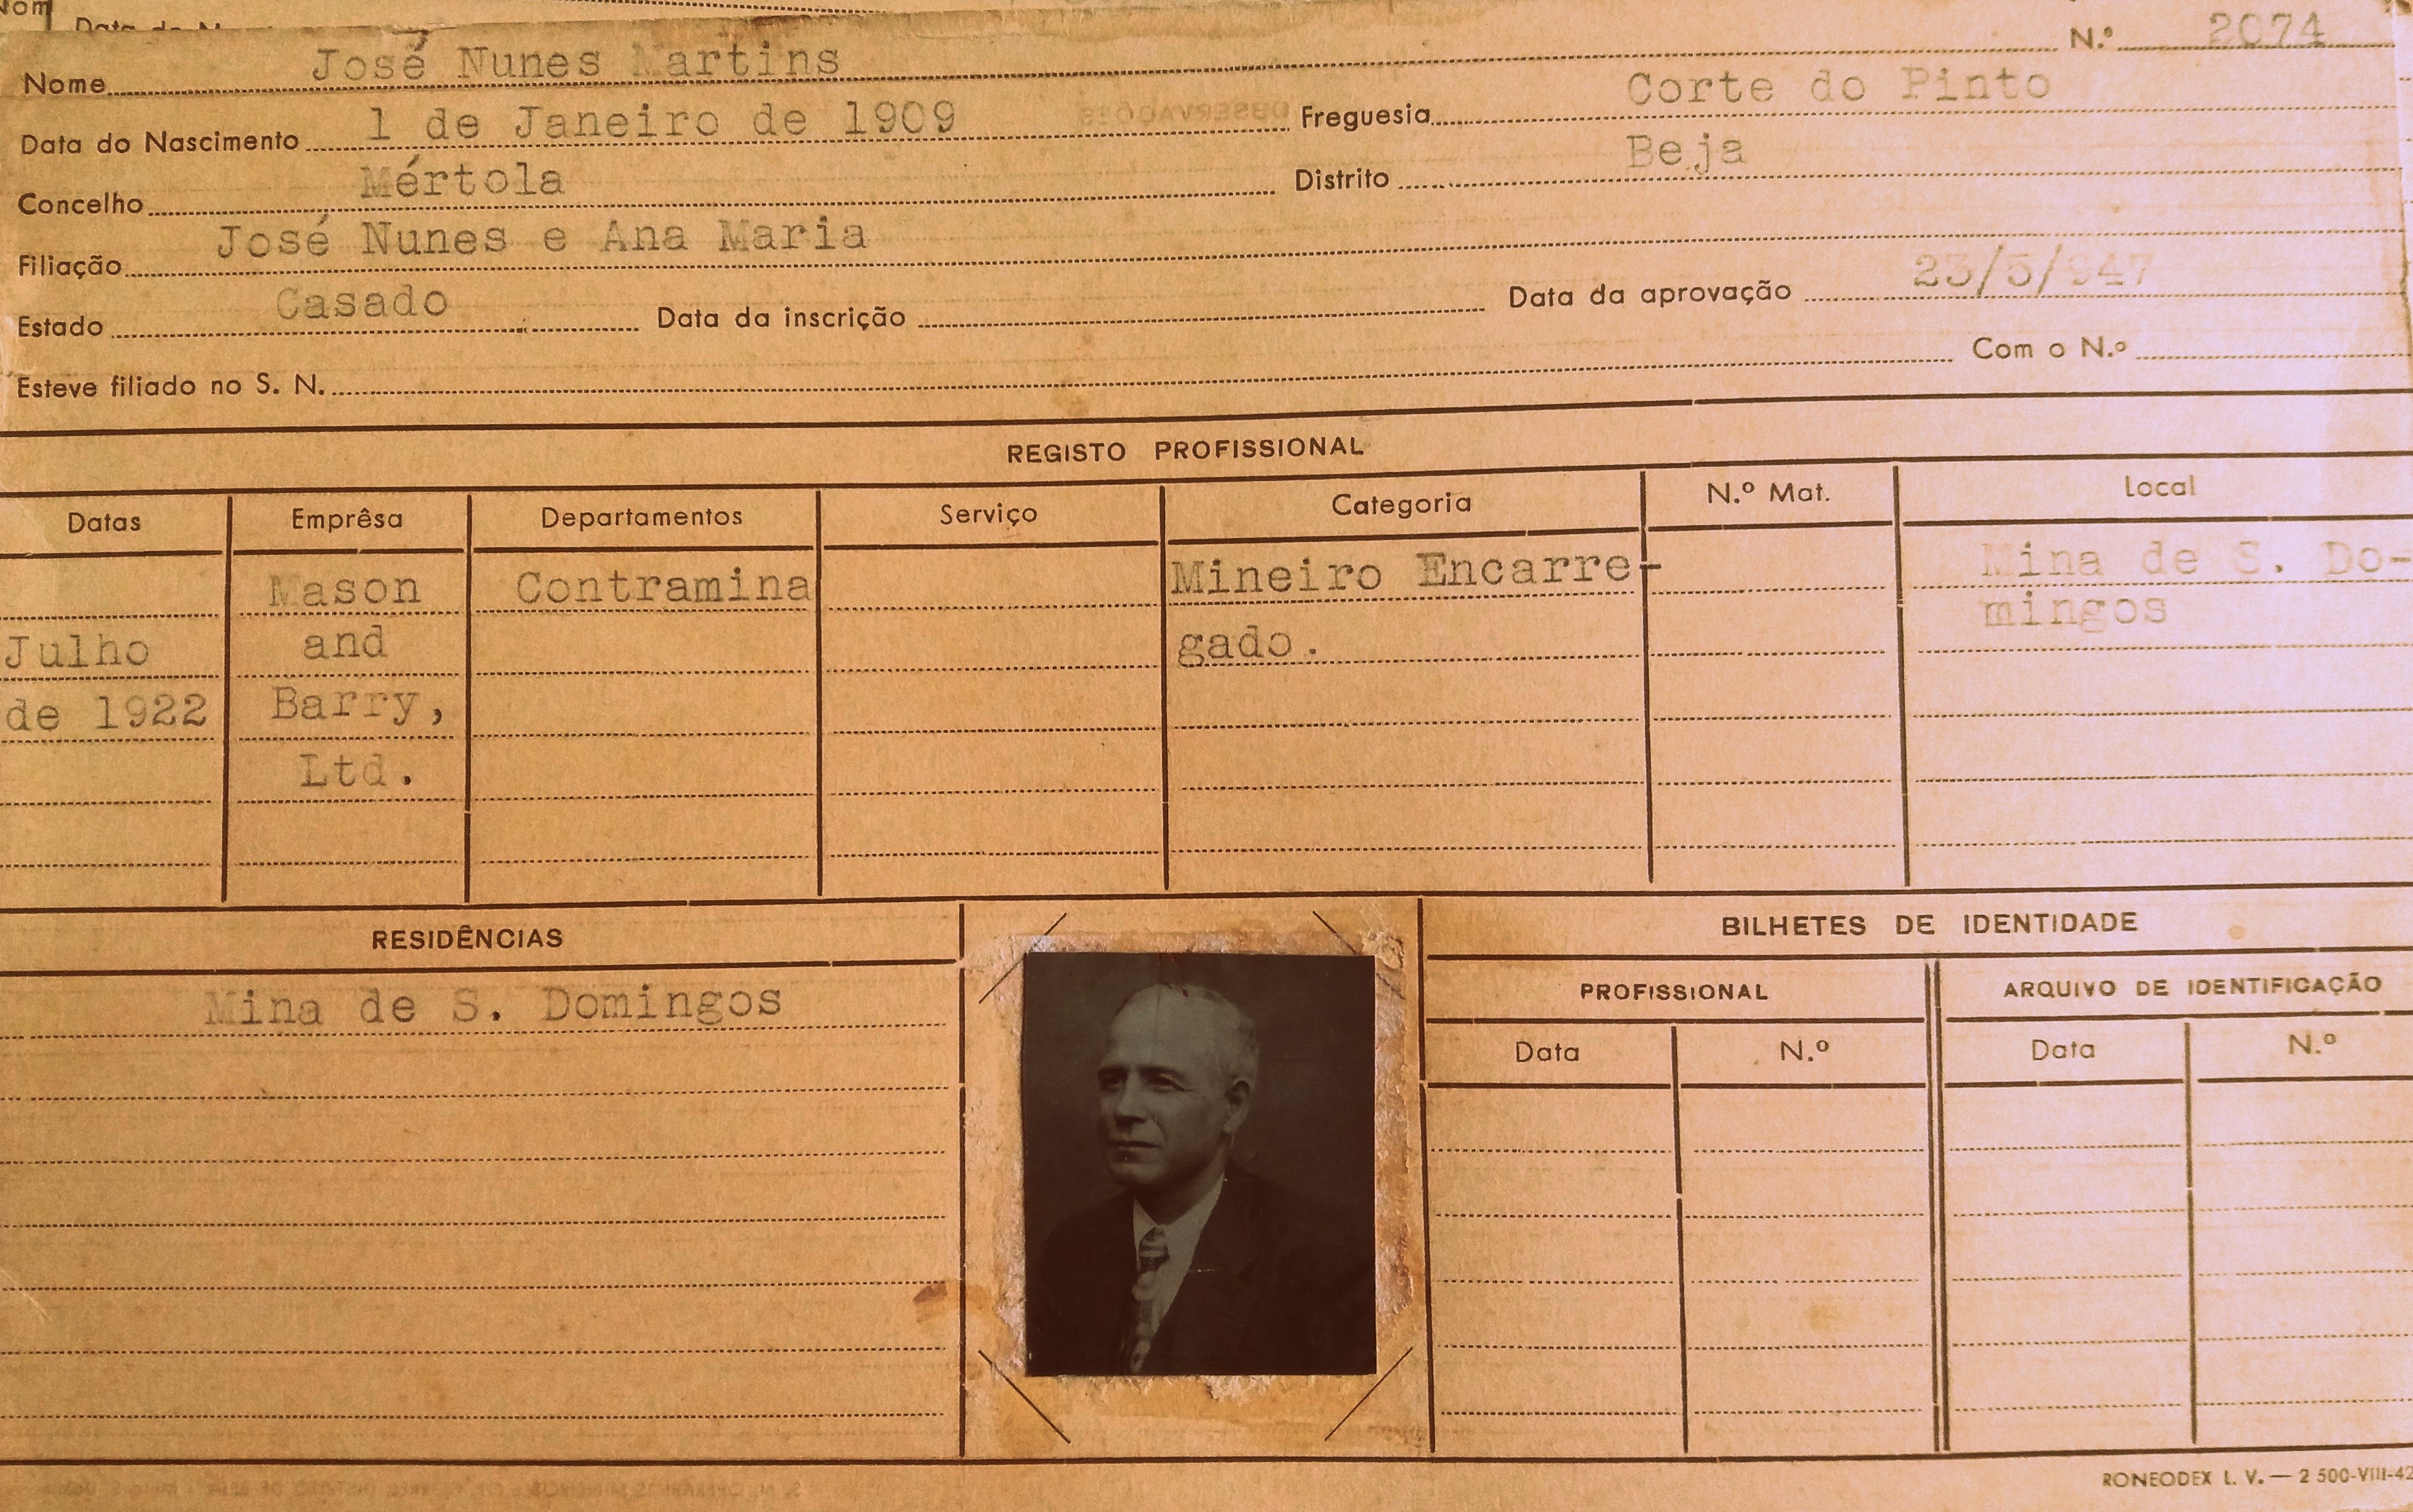 Nome José Nunes Martins N.º 2074
Data do Nascimento 1 de Janeiro de 1909 Freguesia Corte do Pinto
Concelho Mértola Distrito Beja
Filiação José Nunes e Ana Maria
Estado Casado Data da inscrição Data da aprovação 23/5/947
Esteve filiado no S. N. Com o N.º
REGISTO PROFISSIONAL
Datas Emprêsa Departamentos Serviço Categoria N.º Mat. Local
Mason Contramina Mineiro Encarre- Mina de S. Do-
Julho and gado. mingos
de 1922 Barry,
Ltd.
RESIDÊNCIAS BILHETES DE IDENTIDADE
Mina de S. Domingos PROFISSIONAL ARQUIVO DE IDENTIFICAÇÃO
Data N.º Data N.º
RONEODEX L. V. — 2 500-VIII-42